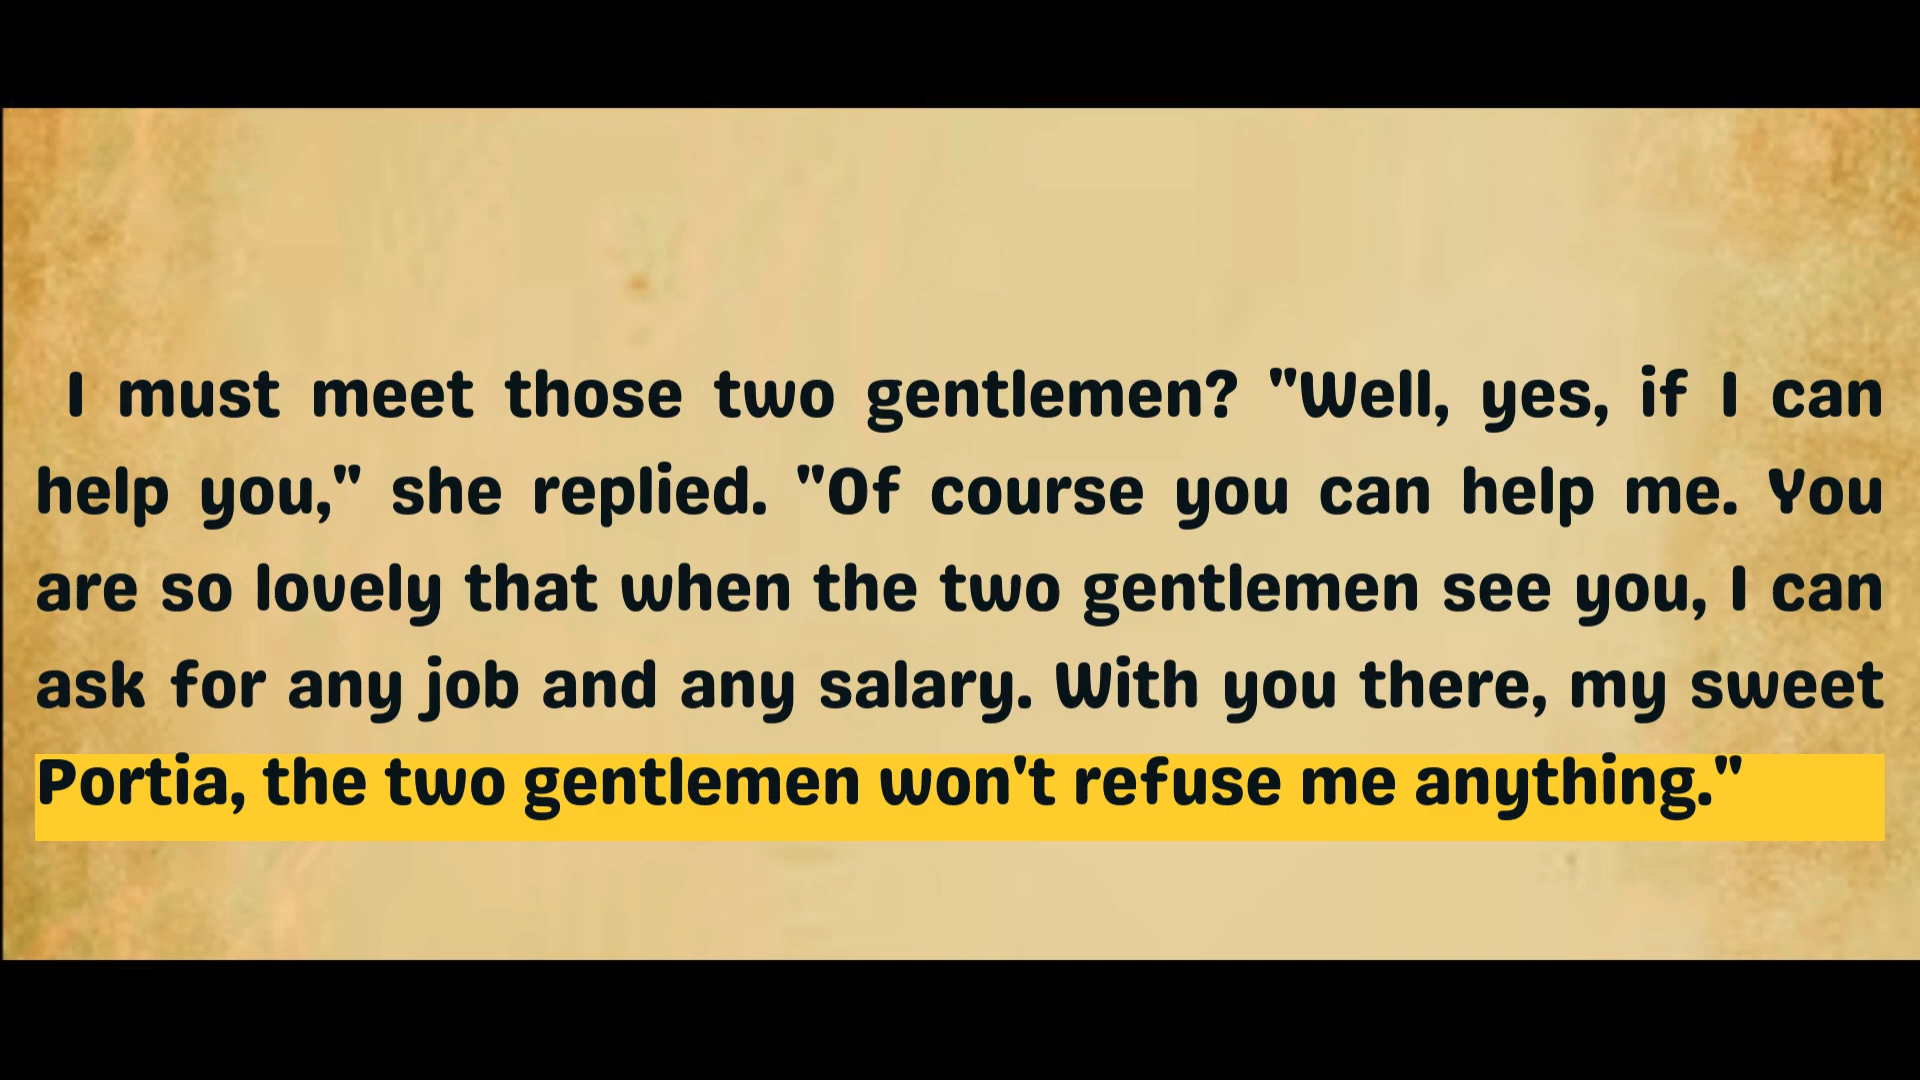 I must meet those two gentlemen? "Well, yes, if I can
help you," she replied. "Of course you can help me. You
are so lovely that when the two gentlemen see you, I can
ask for any job and any salary. With you there, my sweet
Portia, the two gentlemen won't refuse me anything."